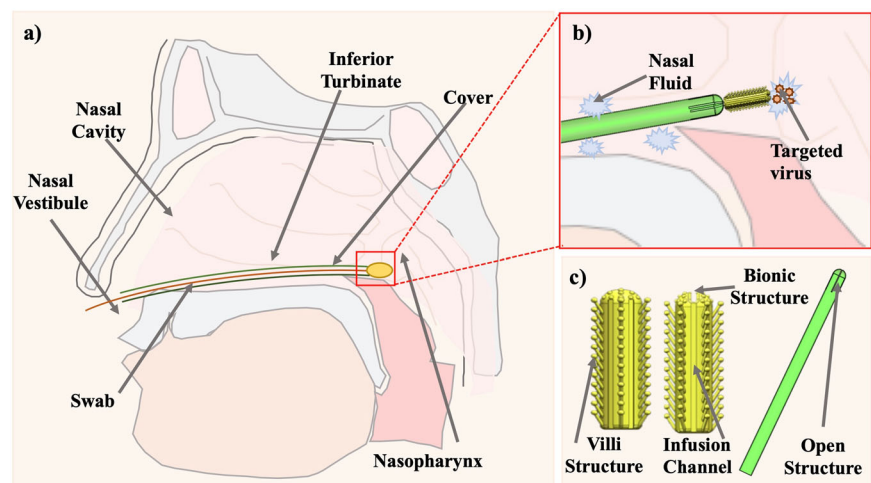 a)
Inferior
Turbinate
Cover
Nasal
Cavity
Nasal
Vestibule
Swab
Nasopharynx
b)
Nasal
Fluid
Targeted
virus
c)
Bionic
Structure
Villi
Structure
Infusion
Channel
Open
Structure